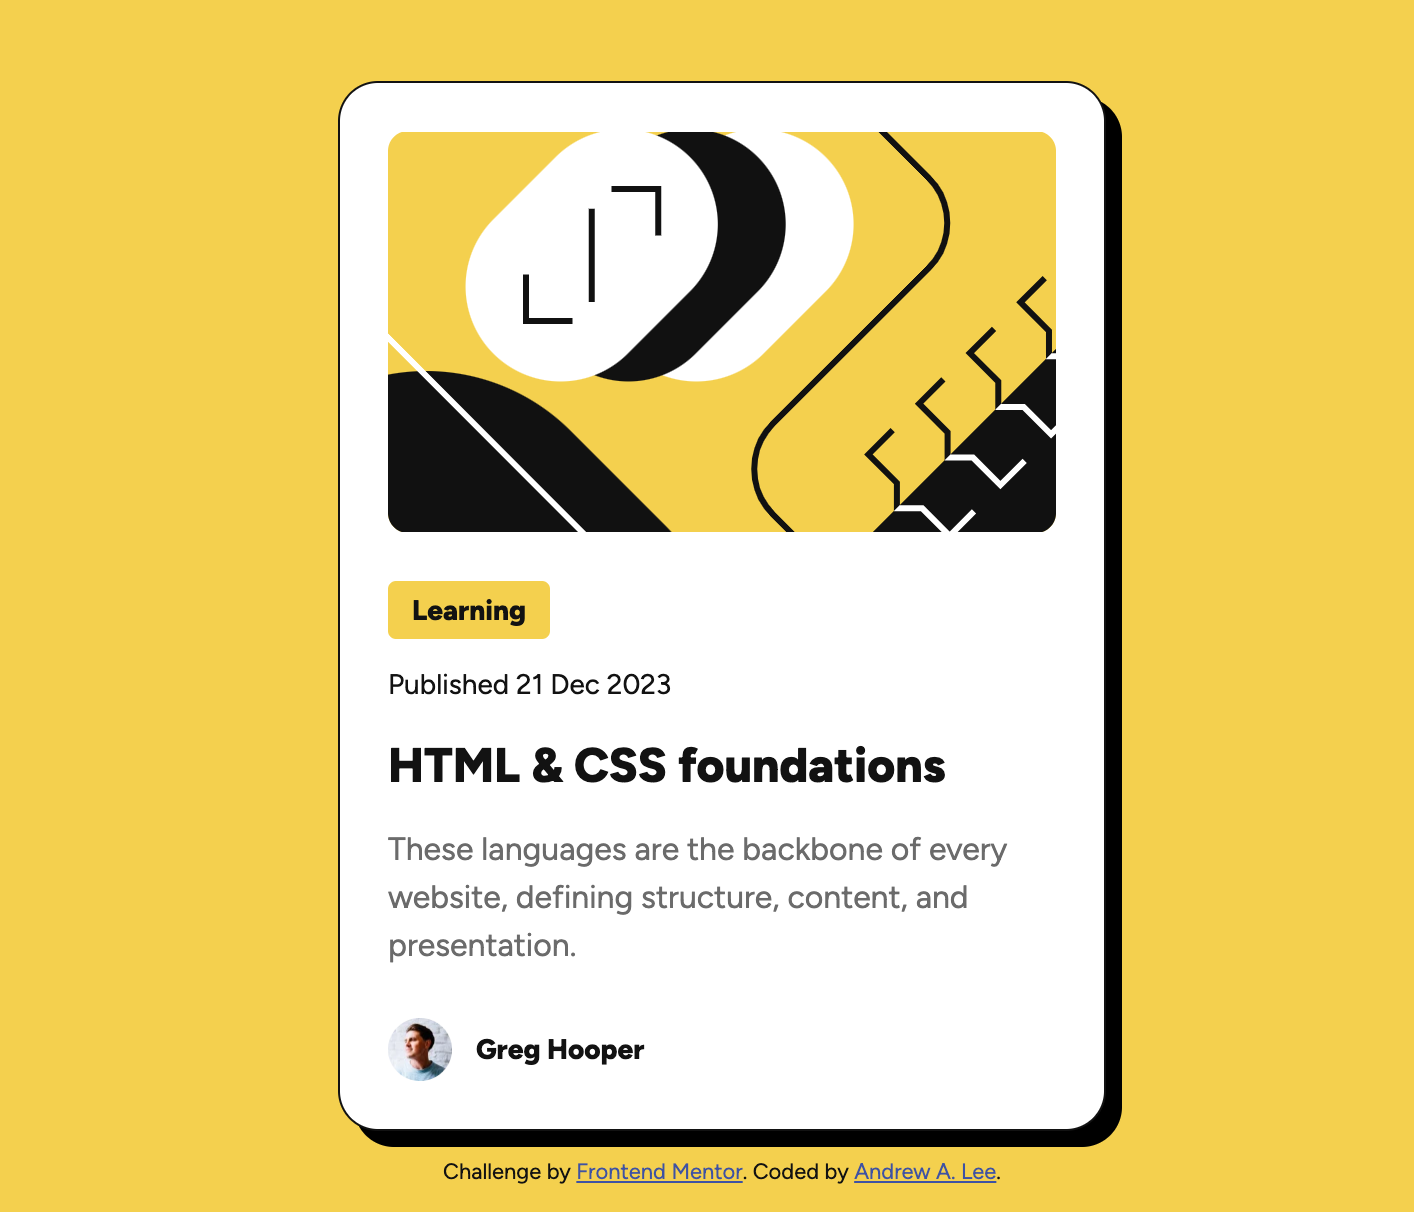 Learning
Published 21 Dec 2023
HTML & CSS foundations
These languages are the backbone of every
website, defining structure, content, and
presentation.
Greg Hooper
Challenge by Frontend Mentor. Coded by Andrew A. Lee.